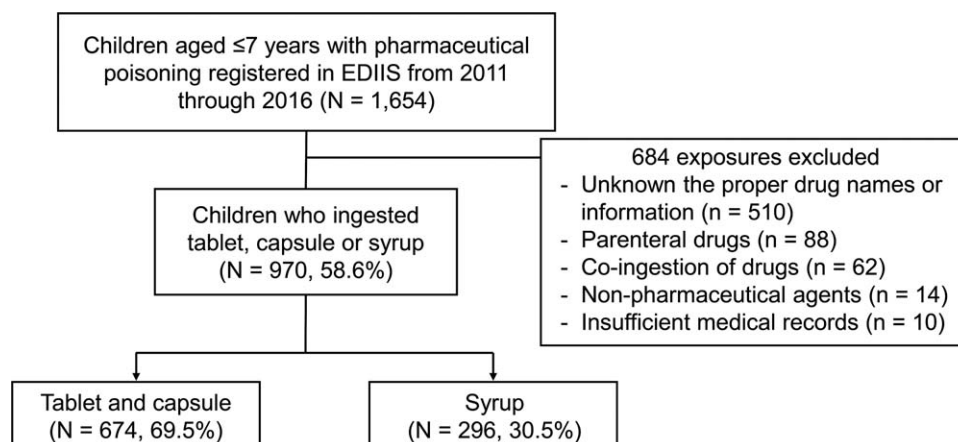 Children aged ≤7 years with pharmaceutical
poisoning registered in EDIIS from 2011
through 2016 (N = 1,654)
684 exposures excluded
- Unknown the proper drug names or
information (n = 510)
- Parenteral drugs (n = 88)
- Co-ingestion of drugs (n = 62)
- Non-pharmaceutical agents (n = 14)
- Insufficient medical records (n = 10)
Children who ingested
tablet, capsule or syrup
(N = 970, 58.6%)
Tablet and capsule
(N = 674, 69.5%)
Syrup
(N = 296, 30.5%)